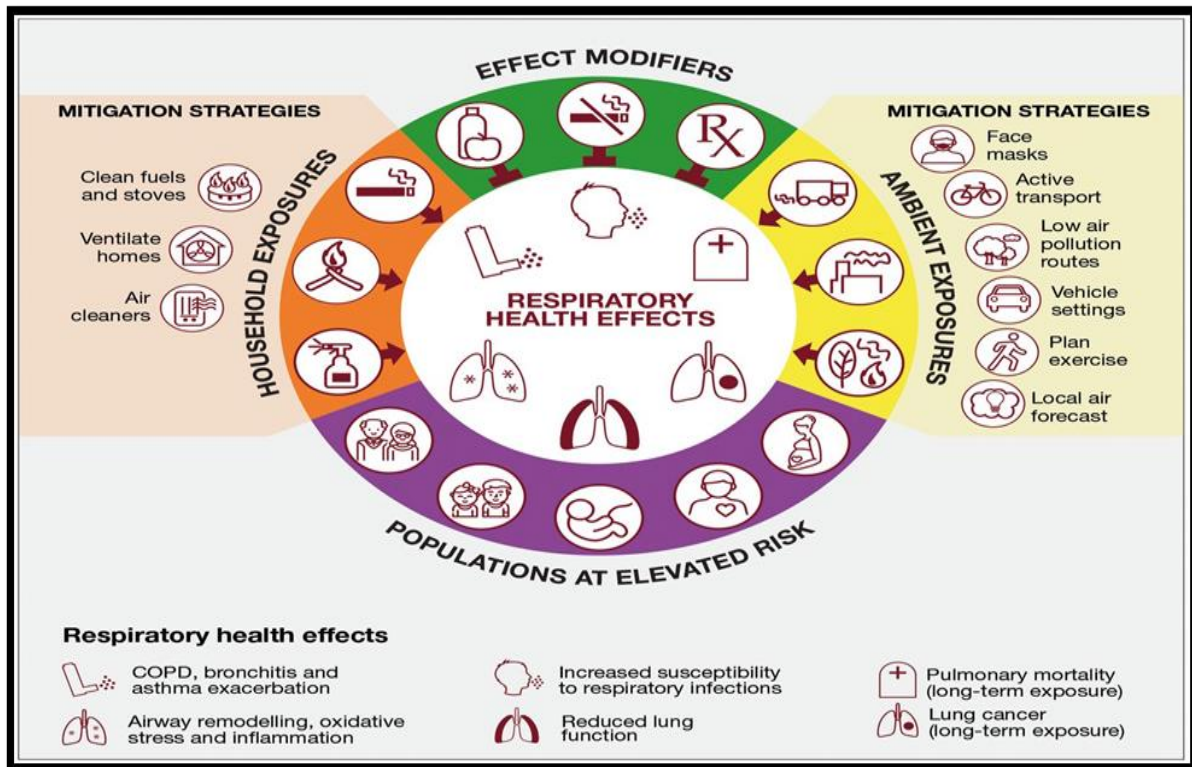 EFFECT MODIFIERS
MITIGATION STRATEGIES
Clean fuels
and stoves
Ventilate
homes
Air
cleaners
HOUSEHOLD EXPOSURES
Rx
MITIGATION STRATEGIES
Face
masks
Active
transport
Low air
pollution
routes
Vehicle
settings
Plan
exercise
Local air
forecast
AMBIENT EXPOSURES
RESPIRATORY
HEALTH EFFECTS
POPULATIONS AT ELEVATED RISK
Respiratory health effects
COPD, bronchitis and
asthma exacerbation
Increased susceptibility
to respiratory infections
Pulmonary mortality
(long-term exposure)
Airway remodelling, oxidative
stress and inflammation
Reduced lung
function
Lung cancer
(long-term exposure)